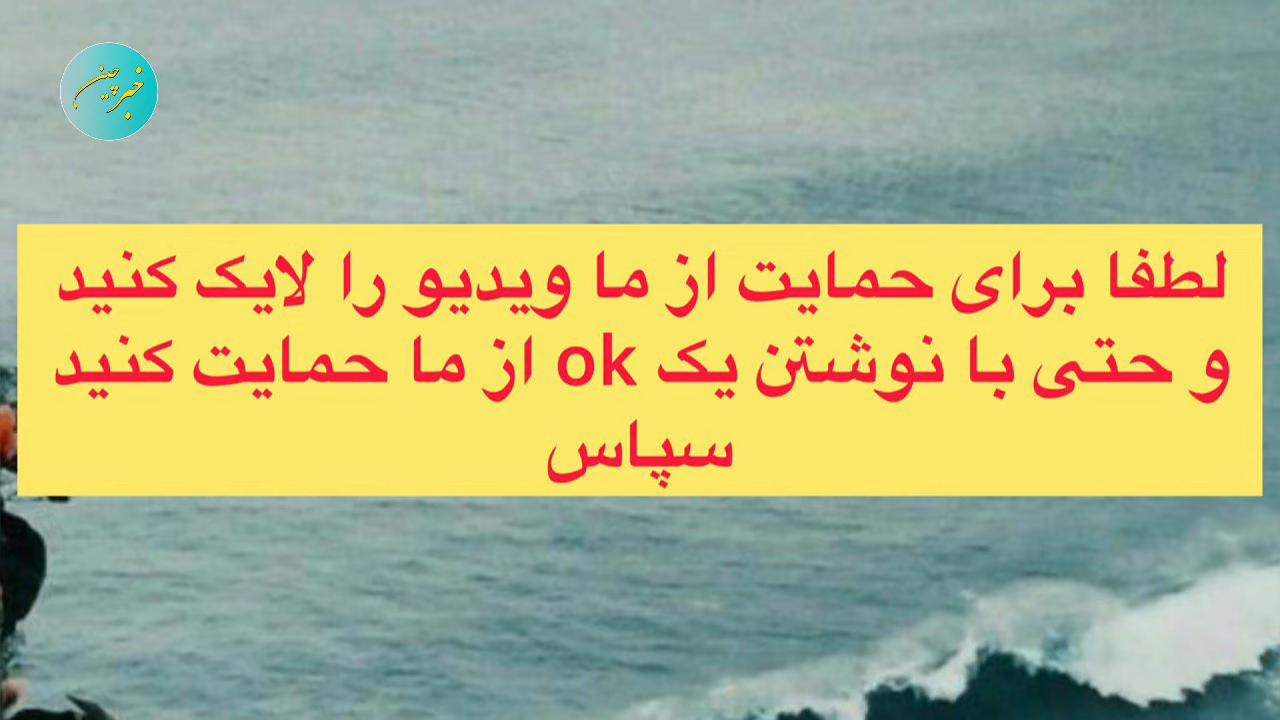 خبرچین
لطفا برای حمایت از ما ویدیو را لایک کنید
و حتی با نوشتن یک ok از ما حمایت کنید
سپاس